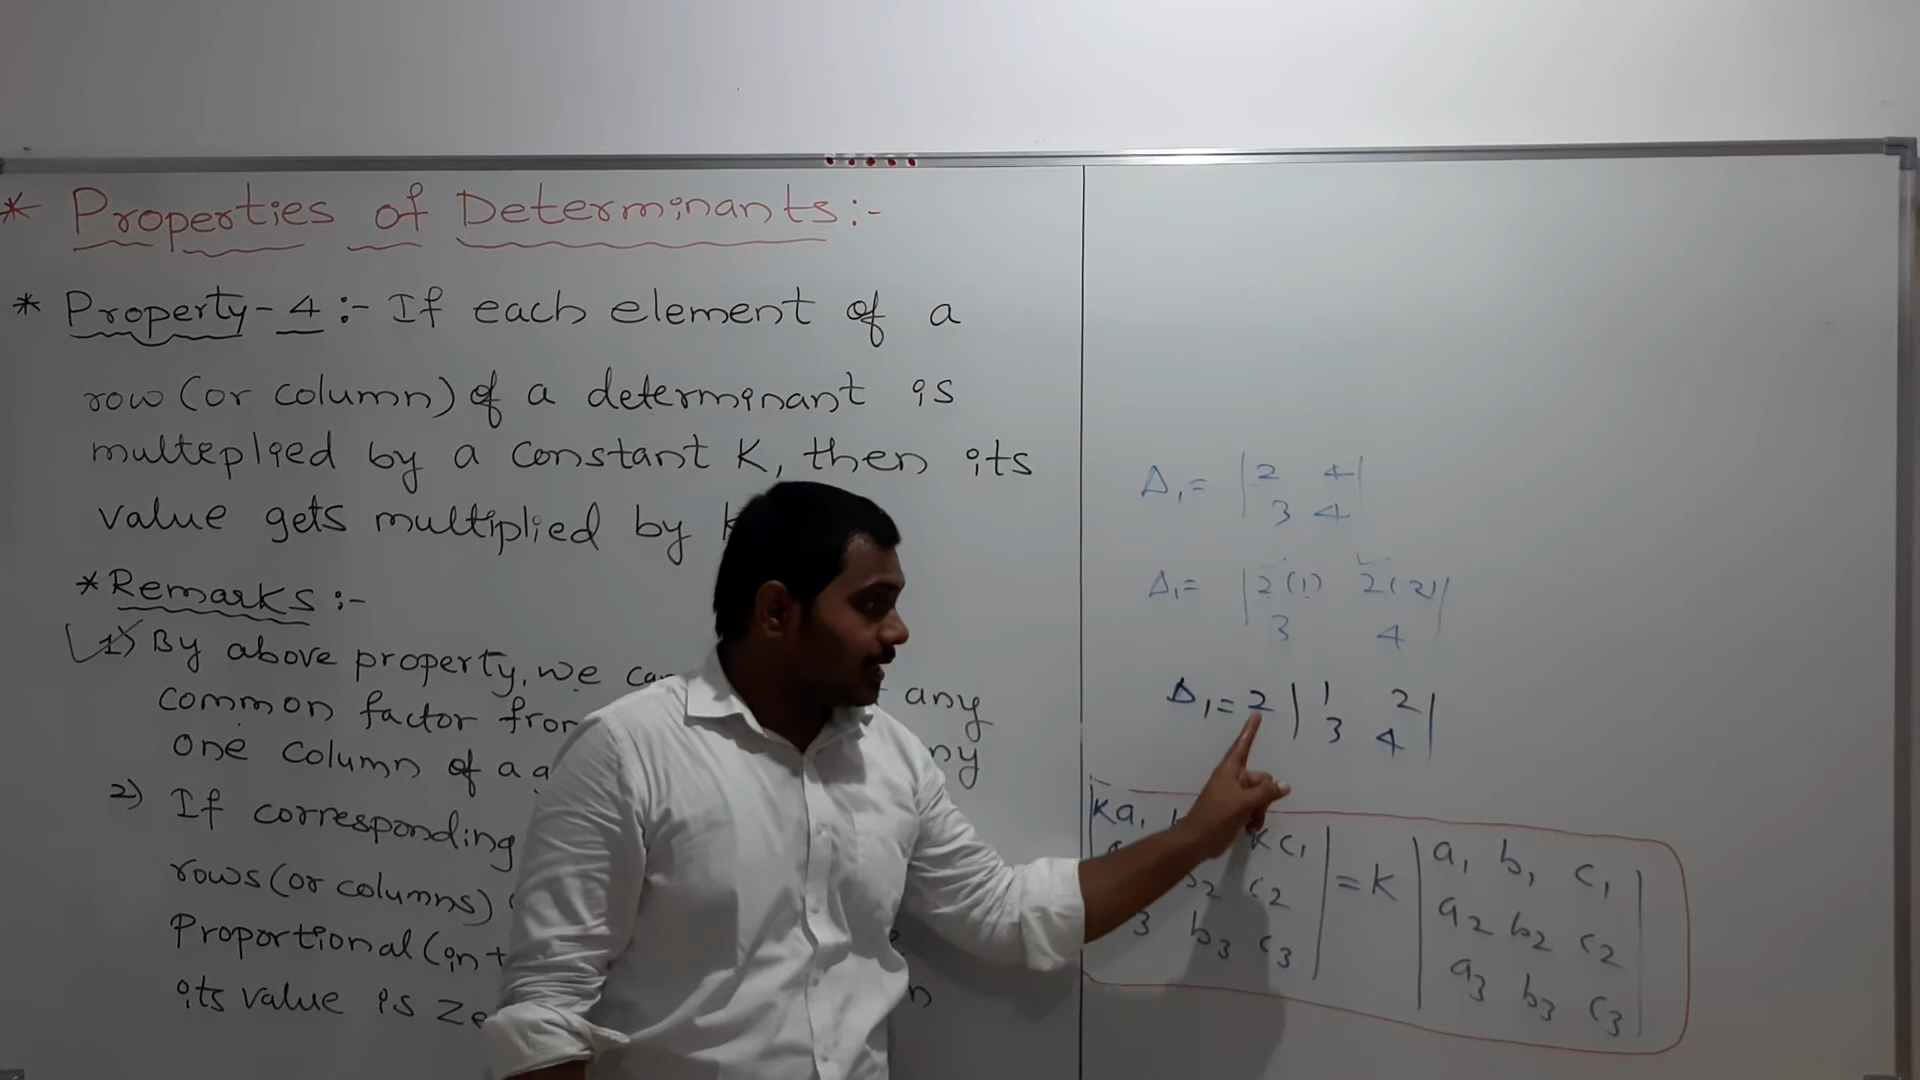 * Properties of Determinants:-
* Property-4:- If each element of a
row (or column) of a determinant is
multeplied by a constant K, then its
value gets multiplied by
* Remarks:-
1) By above property, we any
common factor from
one column of a
2) If corresponding
rows (or columns)
Proportional (in
its value is
Δ1= |2 4|
3 4
Δ1= |2(1) 2(2)|
3 4
Δ1=2 |1 2|
3 4
Ka1 Kc1 = K a1 b1 c1
b2 c2 a2 b2 c2
3 b3 c3 a3 b3 c3